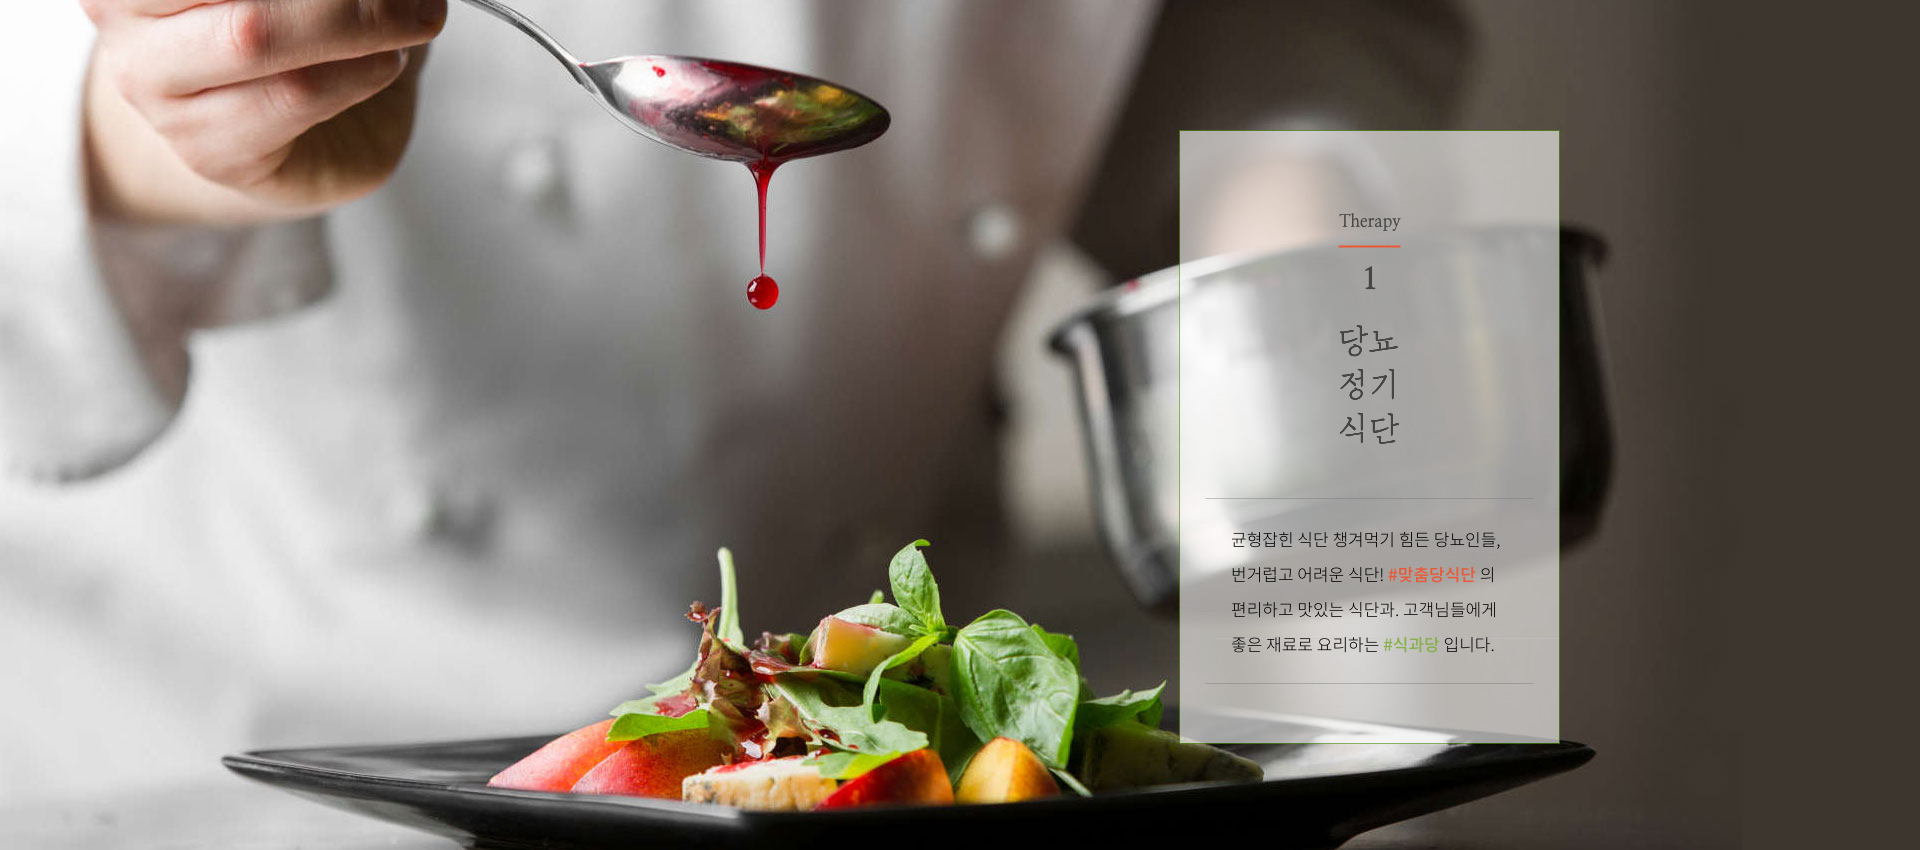 Therapy
1
당뇨
정기
식단
균형잡힌 식단 챙겨먹기 힘든 당뇨인들,
번거럽고 어려운 식단! #맞춤당식단 의
편리하고 맛있는 식단과. 고객님들에게
좋은 재료로 요리하는 #식과당 입니다.